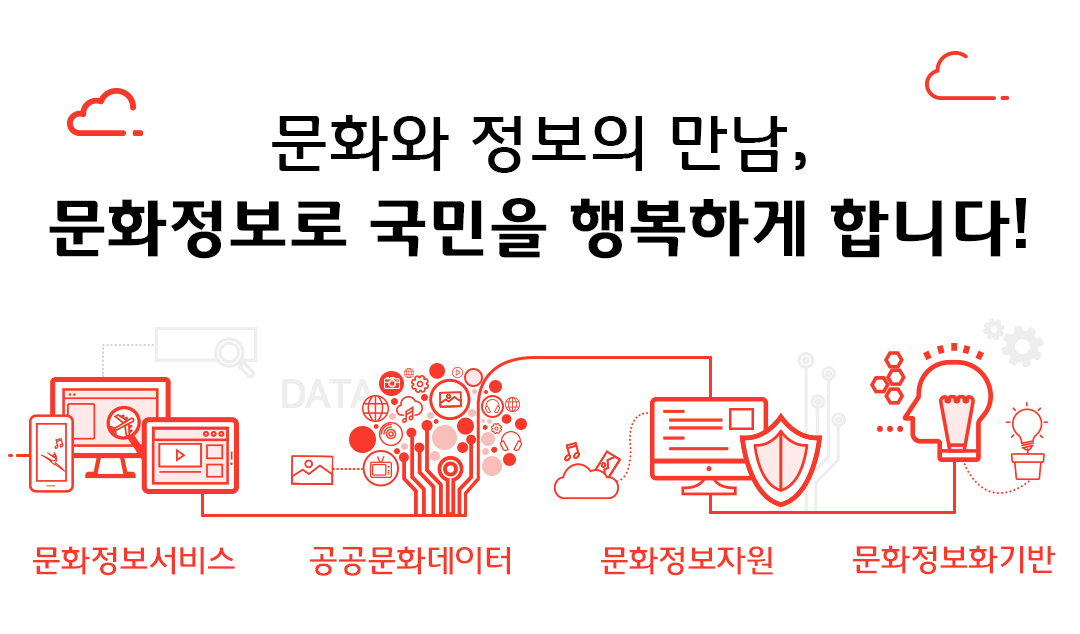 문화와 정보의 만남,
문화정보로 국민을 행복하게 합니다!
DATA
문화정보서비스
공공문화데이터
문화정보자원
문화정보화기반